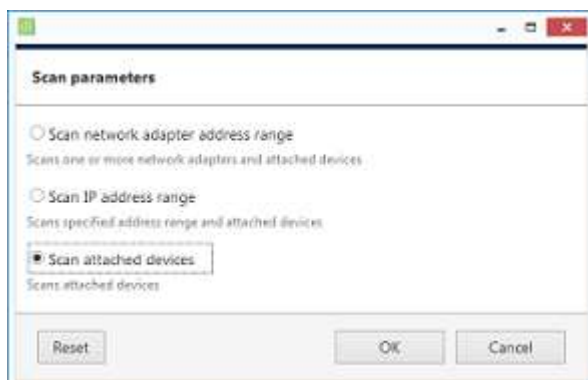 Scan parameters
Scan network adapter address range
Scans one or more network adapters and attached devices
Scan IP address range
Scans specified address range and attached devices
Scan attached devices
Scans attached devices
Reset
OK
Cancel